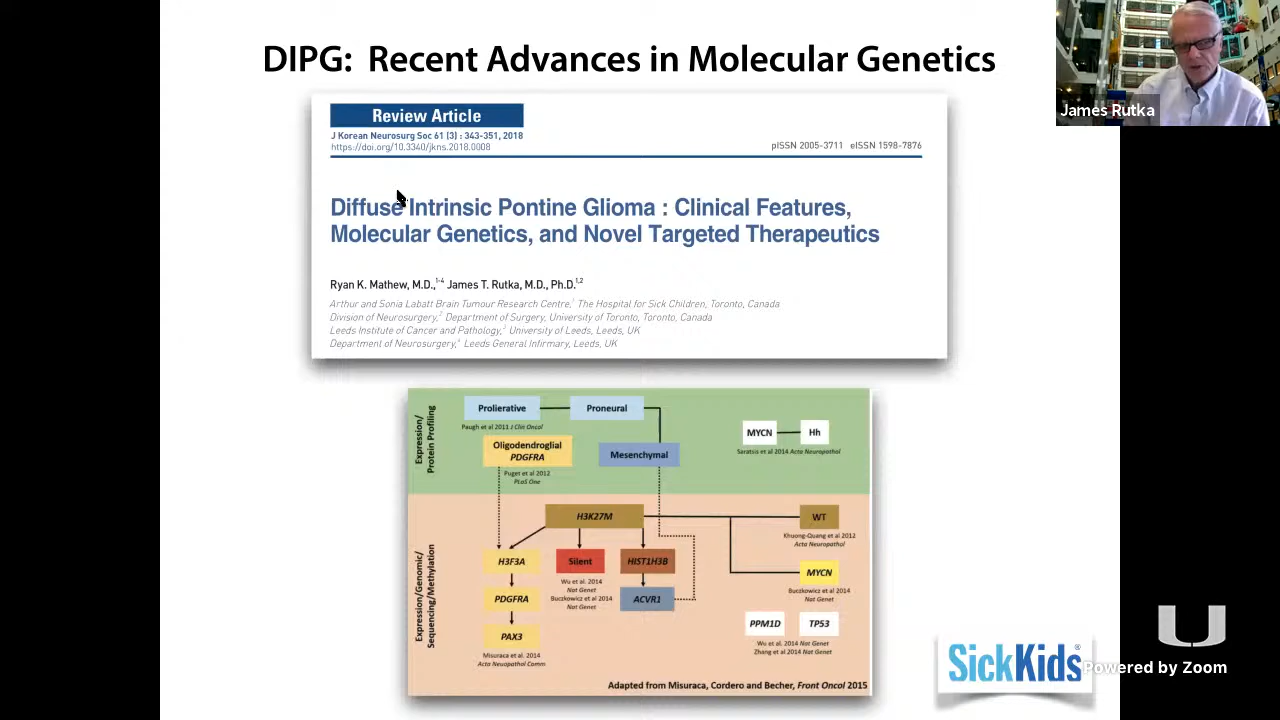 DIPG: Recent Advances in Molecular Genetics
James Rutka
Review Article
J Korean Neurosurg Soc 61 (3) : 343-351, 2018
https://doi.org/10.3340/jkns.2018.0008
pISSN 2005-3711 eISSN 1598-7876
Diffuse Intrinsic Pontine Glioma : Clinical Features,
Molecular Genetics, and Novel Targeted Therapeutics
Ryan K. Mathew, M.D.,1-4 James T. Rutka, M.D., Ph.D.1,2
Arthur and Sonia Labatt Brain Tumour Research Centre,1 The Hospital for Sick Children, Toronto, Canada
Division of Neurosurgery,2 Department of Surgery, University of Toronto, Toronto, Canada
Leeds Institute of Cancer and Pathology,3 University of Leeds, Leeds, UK
Department of Neurosurgery,4 Leeds General Infirmary, Leeds, UK
Expression/
Protein Profiling
Prolierative
Proneural
Paugh et al 2011 J Clin Oncol
Oligodendroglial
PDGFRA
Mesenchymal
Puget et al 2012
PLoS One
MYCN
Hh
Saratsis et al 2014 Acta Neuropathol
Expression/Genomic/
Sequencing/Methylation
H3K27M
WT
Khuong-Quang et al 2012
Acta Neuropathol
H3F3A
Silent
HIST1H3B
MYCN
Wu et al. 2014
Nat Genet
Buczkowicz et al 2014
Nat Genet
Buczkowicz et al 2014
Nat Genet
PDGFRA
ACVR1
PAX3
PPM1D
TP53
Wu et al. 2014 Nat Genet
Zhang et al 2014 Nat Genet
Misuraca et al. 2014
Acta Neuopathol Comm
Adapted from Misuraca, Cordero and Becher, Front Oncol 2015
SickKids®
U
Powered by Zoom